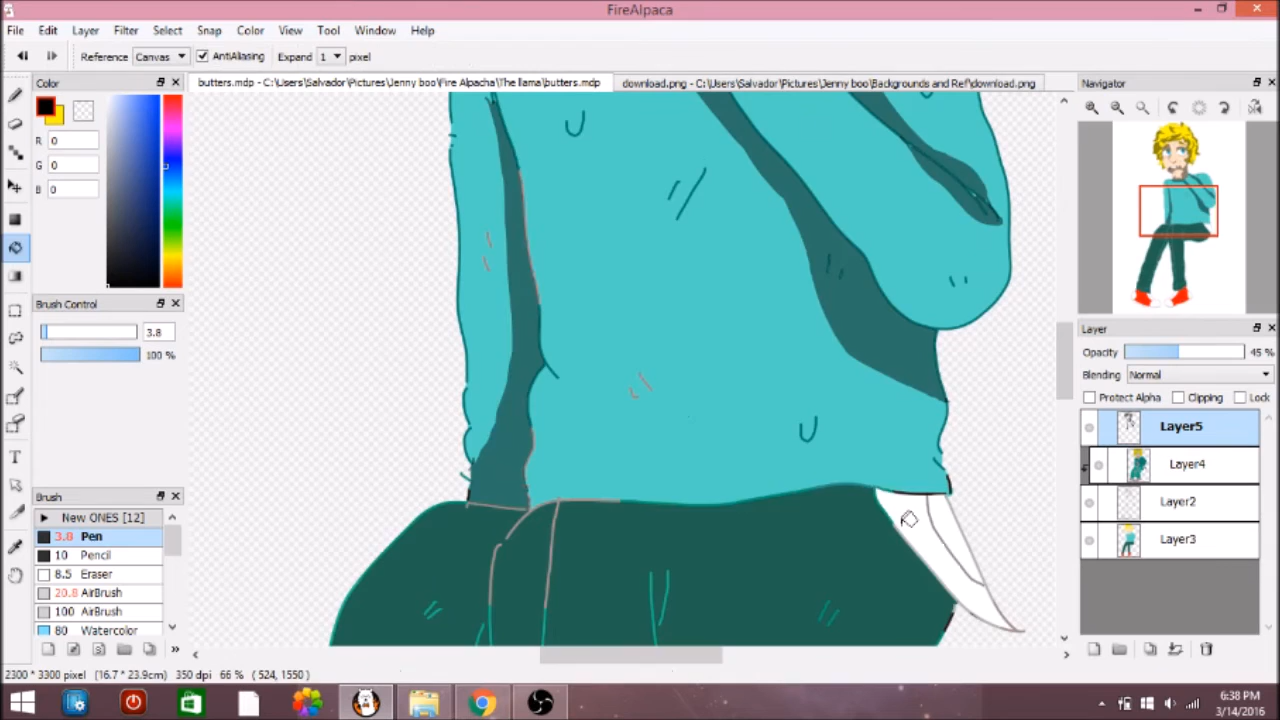 FireAlpaca
File Edit Layer Filter Select Snap Color View Tool Window Help
Reference Canvas AntiAliasing Expand 1 pixel
Color butters.mdp - C:\Users\Salvador\Pictures\Jenny boo\Fire Alpacha\The llama\butters.mdp download.png - C:\Users\Salvador\Pictures\Jenny boo\Backgrounds and Ref\download.png Navigator
R 0
G 0
B 0
Brush Control
3.8
100 %
Layer
Opacity 45 %
Blending Normal
Protect Alpha Clipping Lock
Layer5
Layer4
Layer2
Layer3
Brush
New ONES [12]
3.8 Pen
10 Pencil
8.5 Eraser
20.8 AirBrush
100 AirBrush
80 Watercolor
2300 * 3300 pixel (16.7 * 23.9cm) 350 dpi 66 % ( 524, 1550 )
6:38 PM
3/14/2016